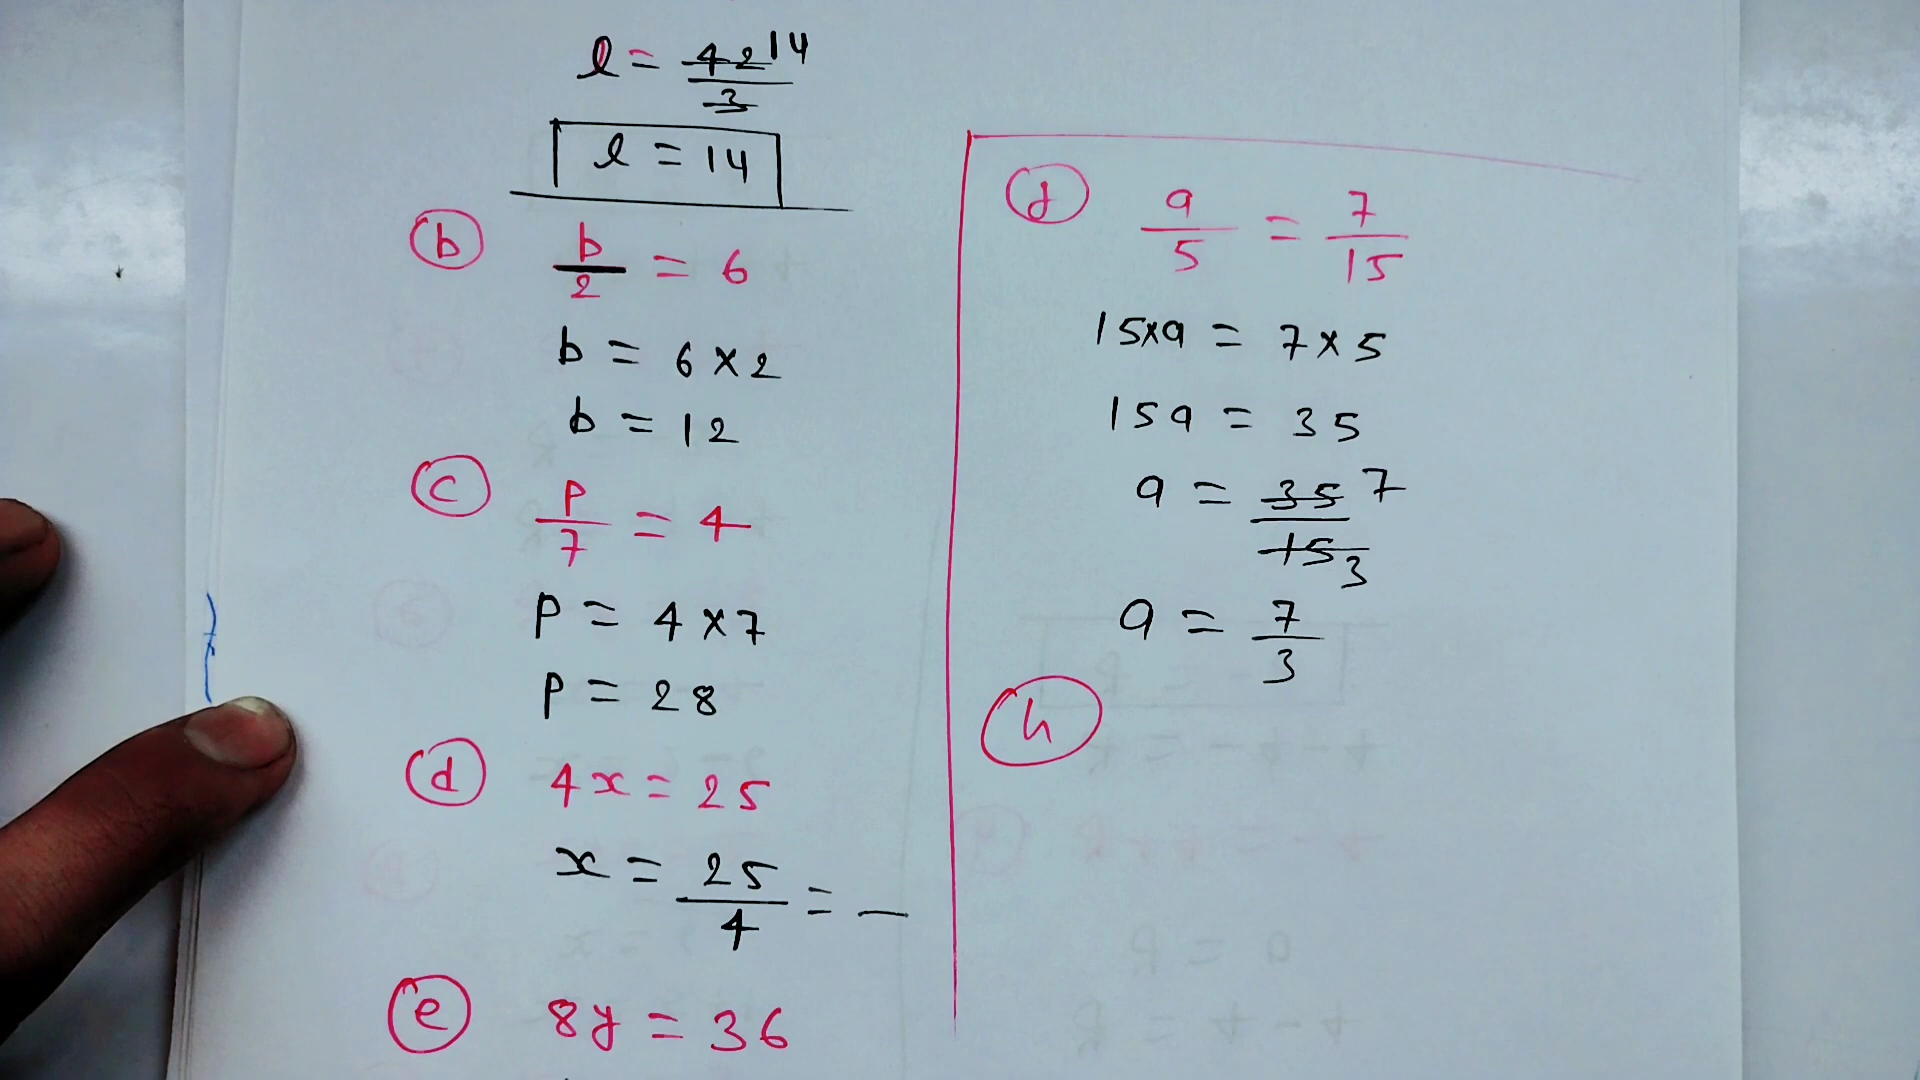 l = 42 14 / 3
l = 14
(b) b/2 = 6
b = 6 × 2
b = 12
(c) P/7 = 4
P = 4 × 7
P = 28
(d) 4x = 25
x = 25/4 = —
(e) 8y = 36
(f) a/5 = 7/15
15×a = 7×5
15a = 35
a = 35 7 / 15 3
a = 7/3
(h)